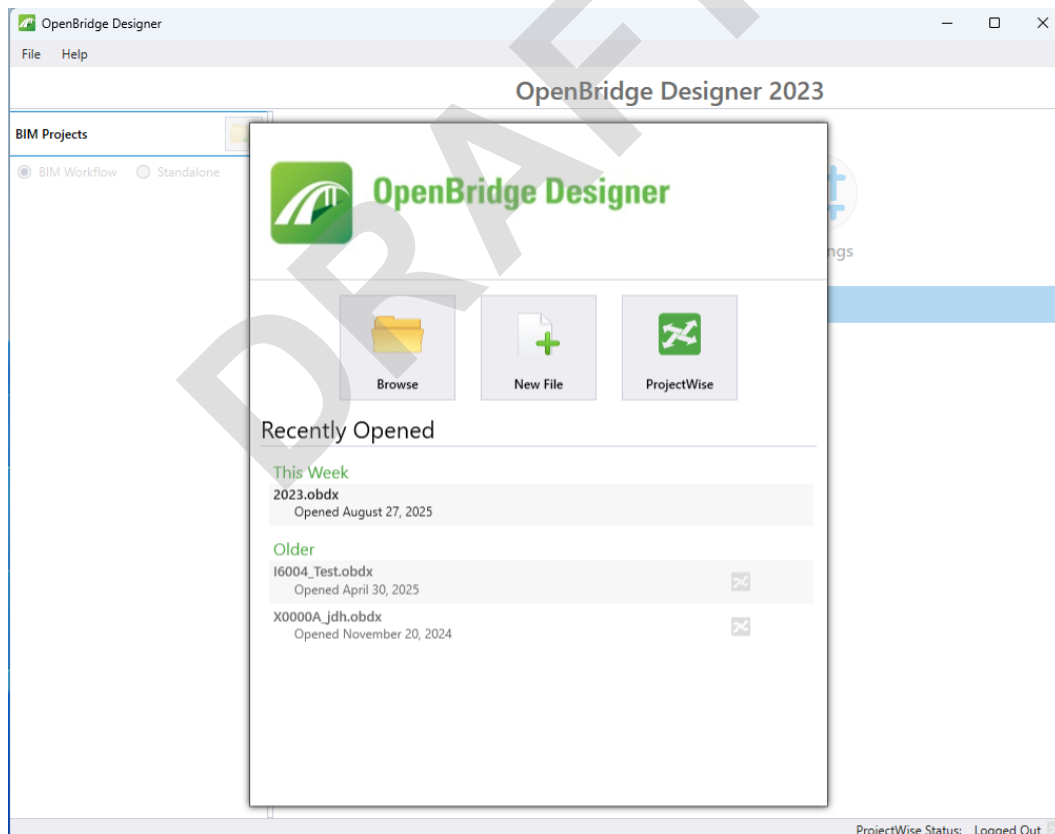 OpenBridge Designer
File Help
OpenBridge Designer 2023
BIM Projects
BIM Workflow Standalone
OpenBridge Designer
ngs
Browse New File ProjectWise
Recently Opened
This Week
2023.obdx
Opened August 27, 2025
Older
I6004_Test.obdx
Opened April 30, 2025
X0000A_jdh.obdx
Opened November 20, 2024
ProjectWise Status: Logged Out
DRAFT